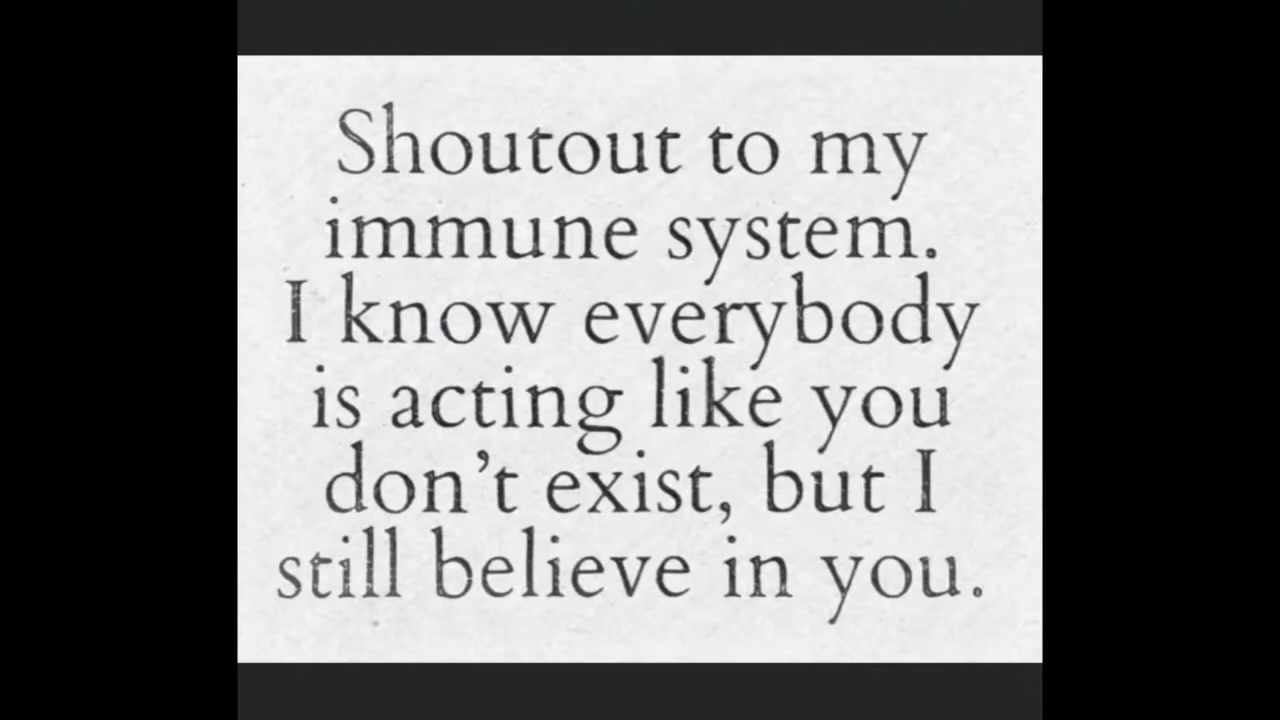 Shoutout to my
immune system.
I know everybody
is acting like you
don’t exist, but I
still believe in you.